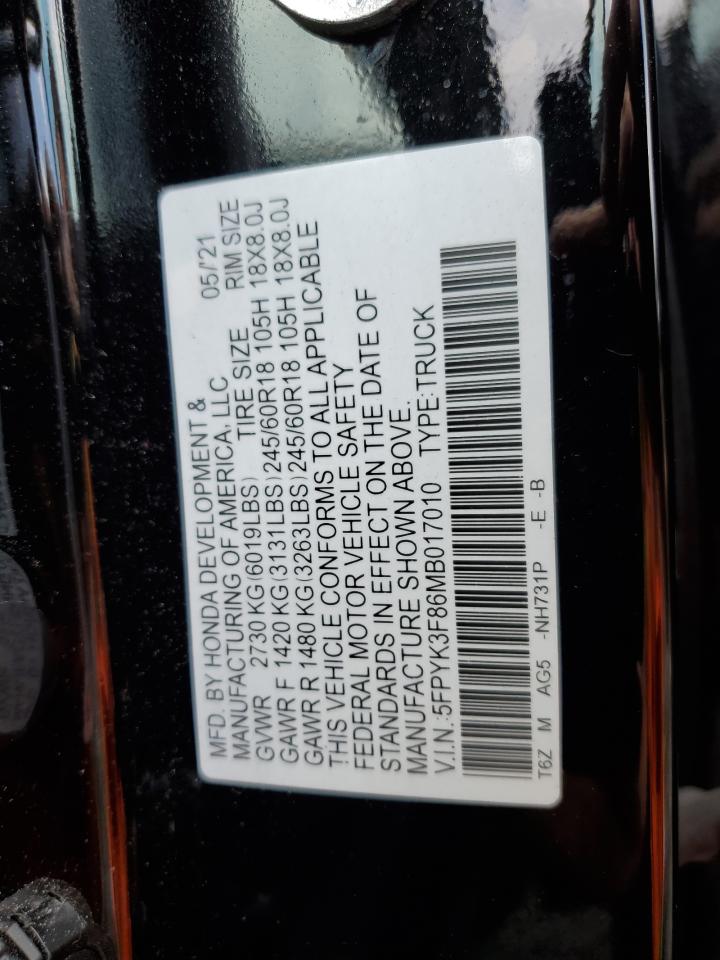 MFD. BY HONDA DEVELOPMENT &
MANUFACTURING OF AMERICA, LLC 05/'21
GVWR 2730 KG(6019LBS) TIRE SIZE RIM SIZE
GAWR F 1420 KG(3131LBS)245/60R18 105H 18X8.0J
GAWR R 1480 KG(3263LBS)245/60R18 105H 18X8.0J
THIS VEHICLE CONFORMS TO ALL APPLICABLE
FEDERAL MOTOR VEHICLE SAFETY
STANDARDS IN EFFECT ON THE DATE OF
MANUFACTURE SHOWN ABOVE.
V.I.N.:5FPYK3F86MB017010 TYPE:TRUCK
T6Z M AG5 -NH731P -E -B